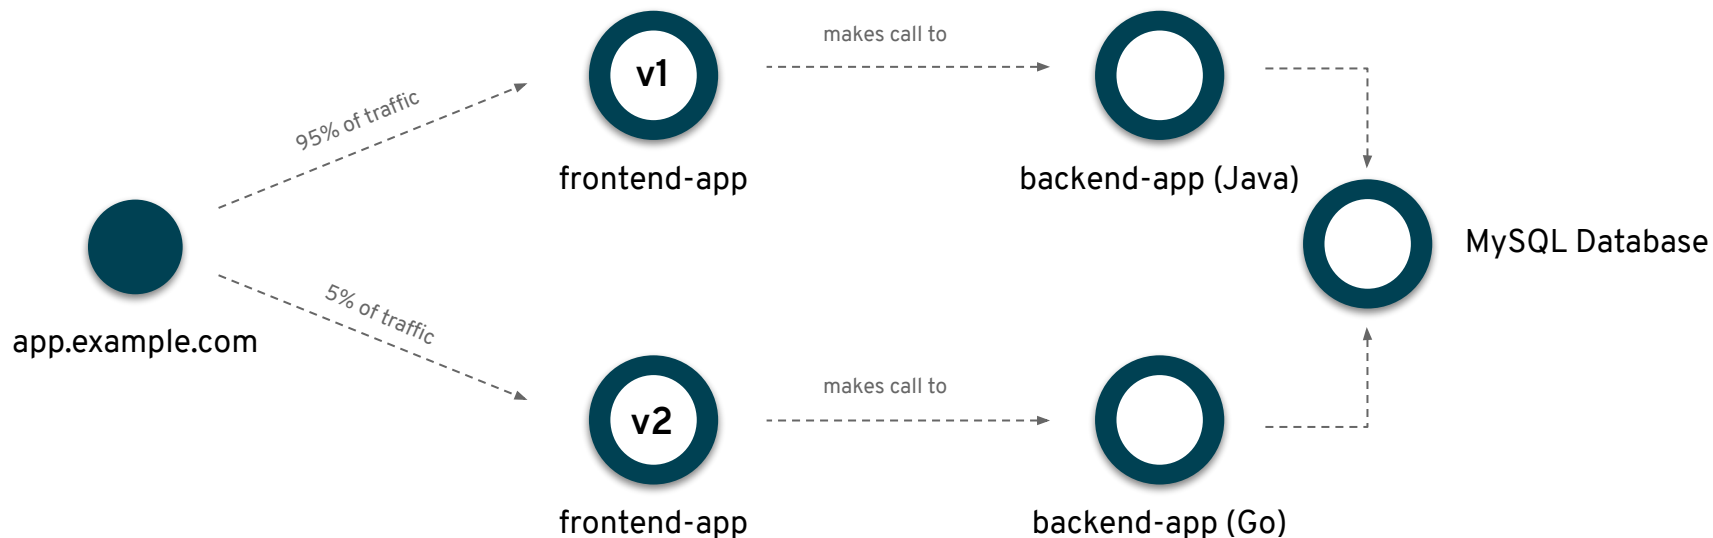 makes call to
v1
95% of traffic
frontend-app
backend-app (Java)
MySQL Database
5% of traffic
app.example.com
makes call to
v2
frontend-app
backend-app (Go)